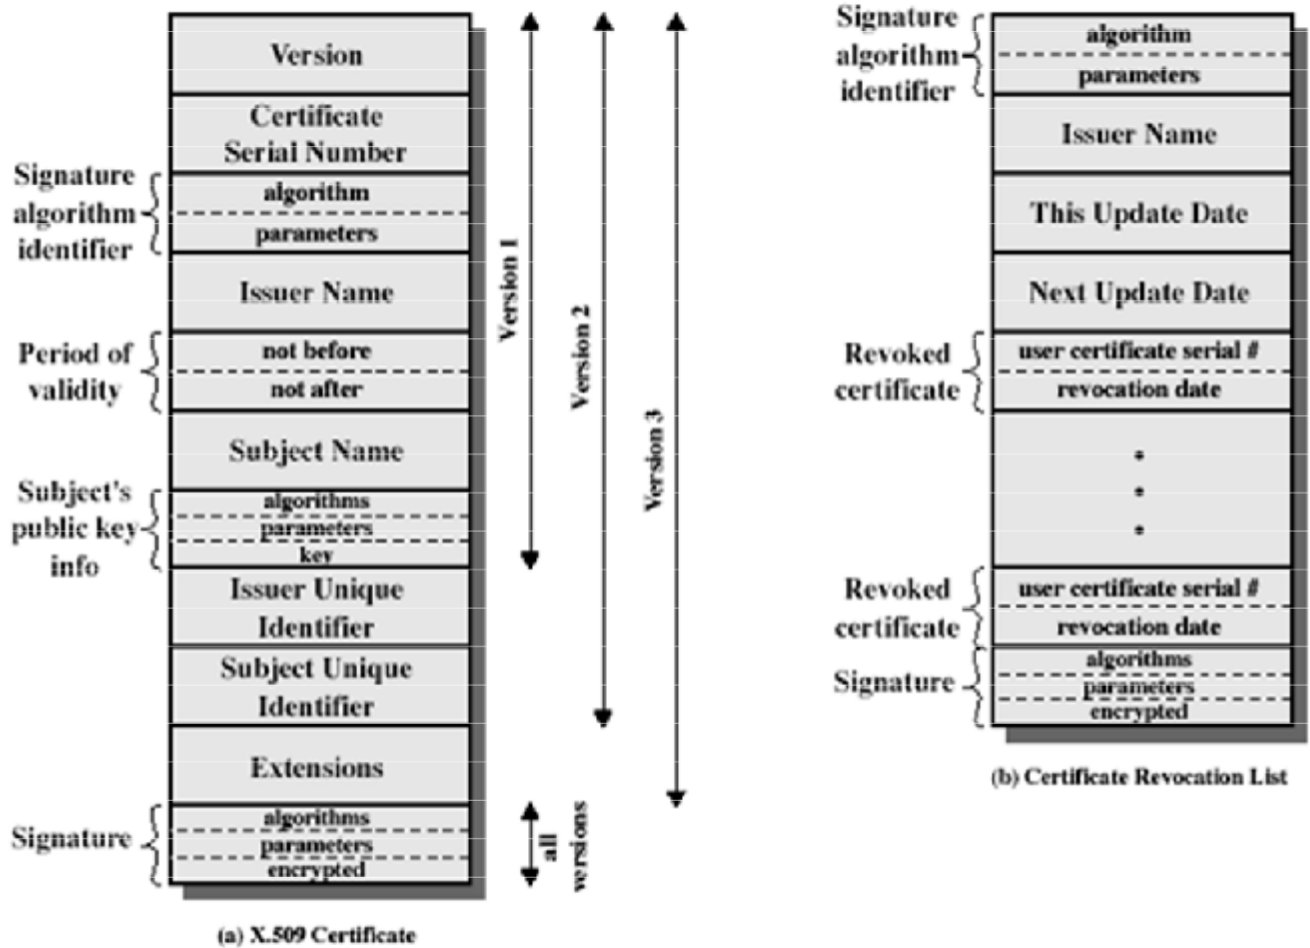 Version
Certificate
Serial Number
Signature
algorithm
identifier
algorithm
parameters
Issuer Name
Period of
validity
not before
not after
Subject Name
Subject's
public key
info
algorithms
parameters
key
Issuer Unique
Identifier
Subject Unique
Identifier
Extensions
Signature
algorithms
parameters
encrypted
Version 1
Version 2
Version 3
all
versions
(a) X.509 Certificate
Signature
algorithm
identifier
algorithm
parameters
Issuer Name
This Update Date
Next Update Date
Revoked
certificate
user certificate serial #
revocation date
Revoked
certificate
user certificate serial #
revocation date
Signature
algorithms
parameters
encrypted
(b) Certificate Revocation List